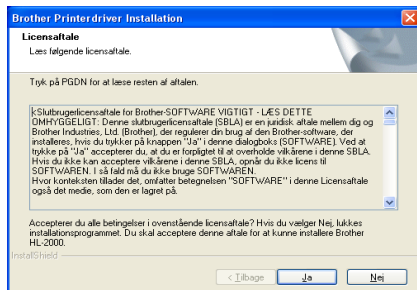 Brother Printerdriver Installation
Licensaftale
Læs følgende licensaftale.
Tryk på PGDN for at læse resten af aftalen.
<Slutbrugerlicensaftale for Brother-SOFTWARE VIGTIGT - LÆS DETTE
OMHYGGELIGT: Denne slutbrugerlicensaftale (SBLA) er en juridisk aftale mellem dig og
Brother Industries, Ltd. (Brother), der regulerer din brug af den Brother-software, der
installeres, hvis du trykker på knappen "Ja" i denne dialogboks (SOFTWARE). Ved at
trykke på "Ja" accepterer du, at du er forpligtet til at overholde vilkårene i denne SBLA.
Hvis du ikke kan acceptere vilkårene i denne SBLA, opnår du ikke licens til
SOFTWAREN. I så fald må du ikke bruge SOFTWAREN.
Hvor konteksten tillader det, omfatter betegnelsen "SOFTWARE" i denne Licensaftale
også det medie, som den er lagret på.
Accepterer du alle betingelser i ovenstående licensaftale? Hvis du vælger Nej, lukkes
installationsprogrammet. Du skal acceptere denne aftale for at kunne installere Brother
HL-2000.
InstallShield
< Tilbage
Ja
Nej